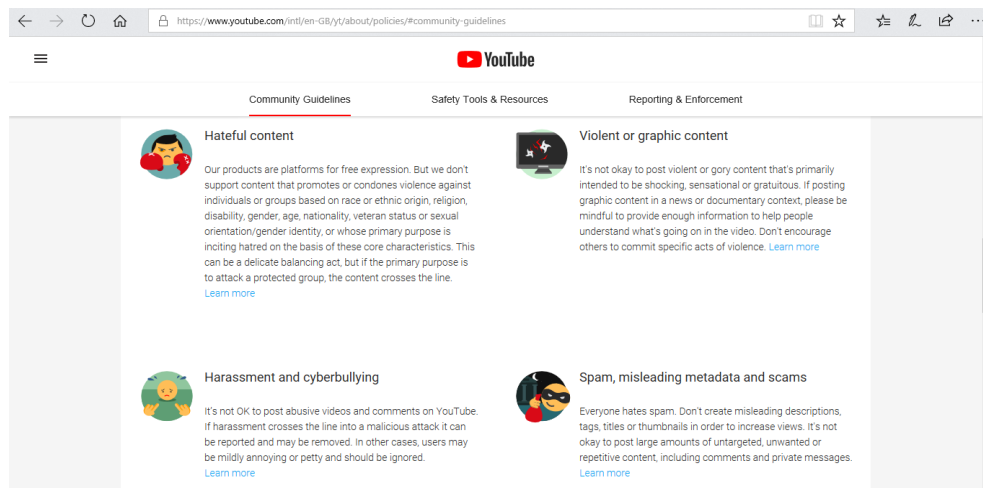 https://www.youtube.com/intl/en-GB/yt/about/policies/#community-guidelines
YouTube
Community Guidelines
Safety Tools & Resources
Reporting & Enforcement
Hateful content
Our products are platforms for free expression. But we don't
support content that promotes or condones violence against
individuals or groups based on race or ethnic origin, religion,
disability, gender, age, nationality, veteran status or sexual
orientation/gender identity, or whose primary purpose is
inciting hatred on the basis of these core characteristics. This
can be a delicate balancing act, but if the primary purpose is
to attack a protected group, the content crosses the line.
Learn more
Violent or graphic content
It's not okay to post violent or gory content that's primarily
intended to be shocking, sensational or gratuitous. If posting
graphic content in a news or documentary context, please be
mindful to provide enough information to help people
understand what's going on in the video. Don't encourage
others to commit specific acts of violence. Learn more
Harassment and cyberbullying
It's not OK to post abusive videos and comments on YouTube.
If harassment crosses the line into a malicious attack it can
be reported and may be removed. In other cases, users may
be mildly annoying or petty and should be ignored.
Learn more
Spam, misleading metadata and scams
Everyone hates spam. Don't create misleading descriptions,
tags, titles or thumbnails in order to increase views. It's not
okay to post large amounts of untargeted, unwanted or
repetitive content, including comments and private messages.
Learn more